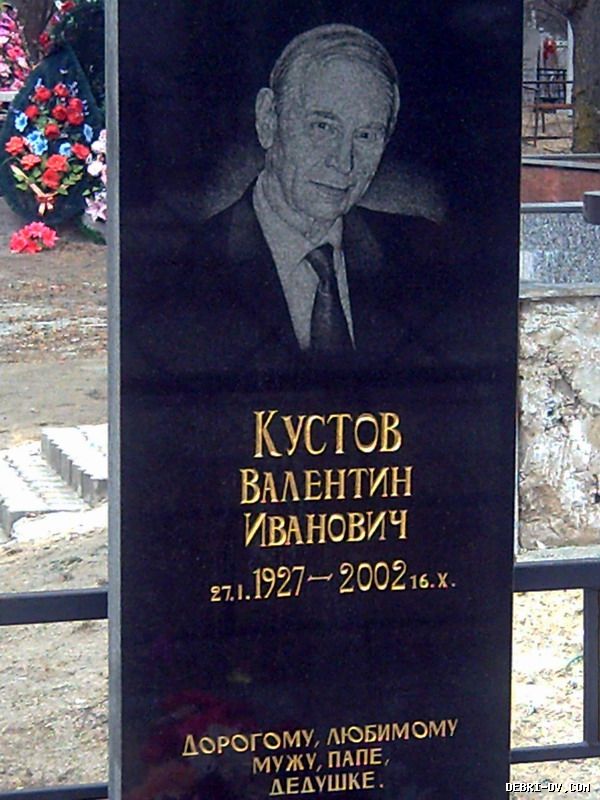 КУСТОВ
ВАЛЕНТИН
ИВАНОВИЧ
27.I.1927—2002 16.X.
ДОРОГОМУ, ЛЮБИМОМУ
МУЖУ, ПАПЕ,
ДЕДУШКЕ.
DEBRI-DV.COM